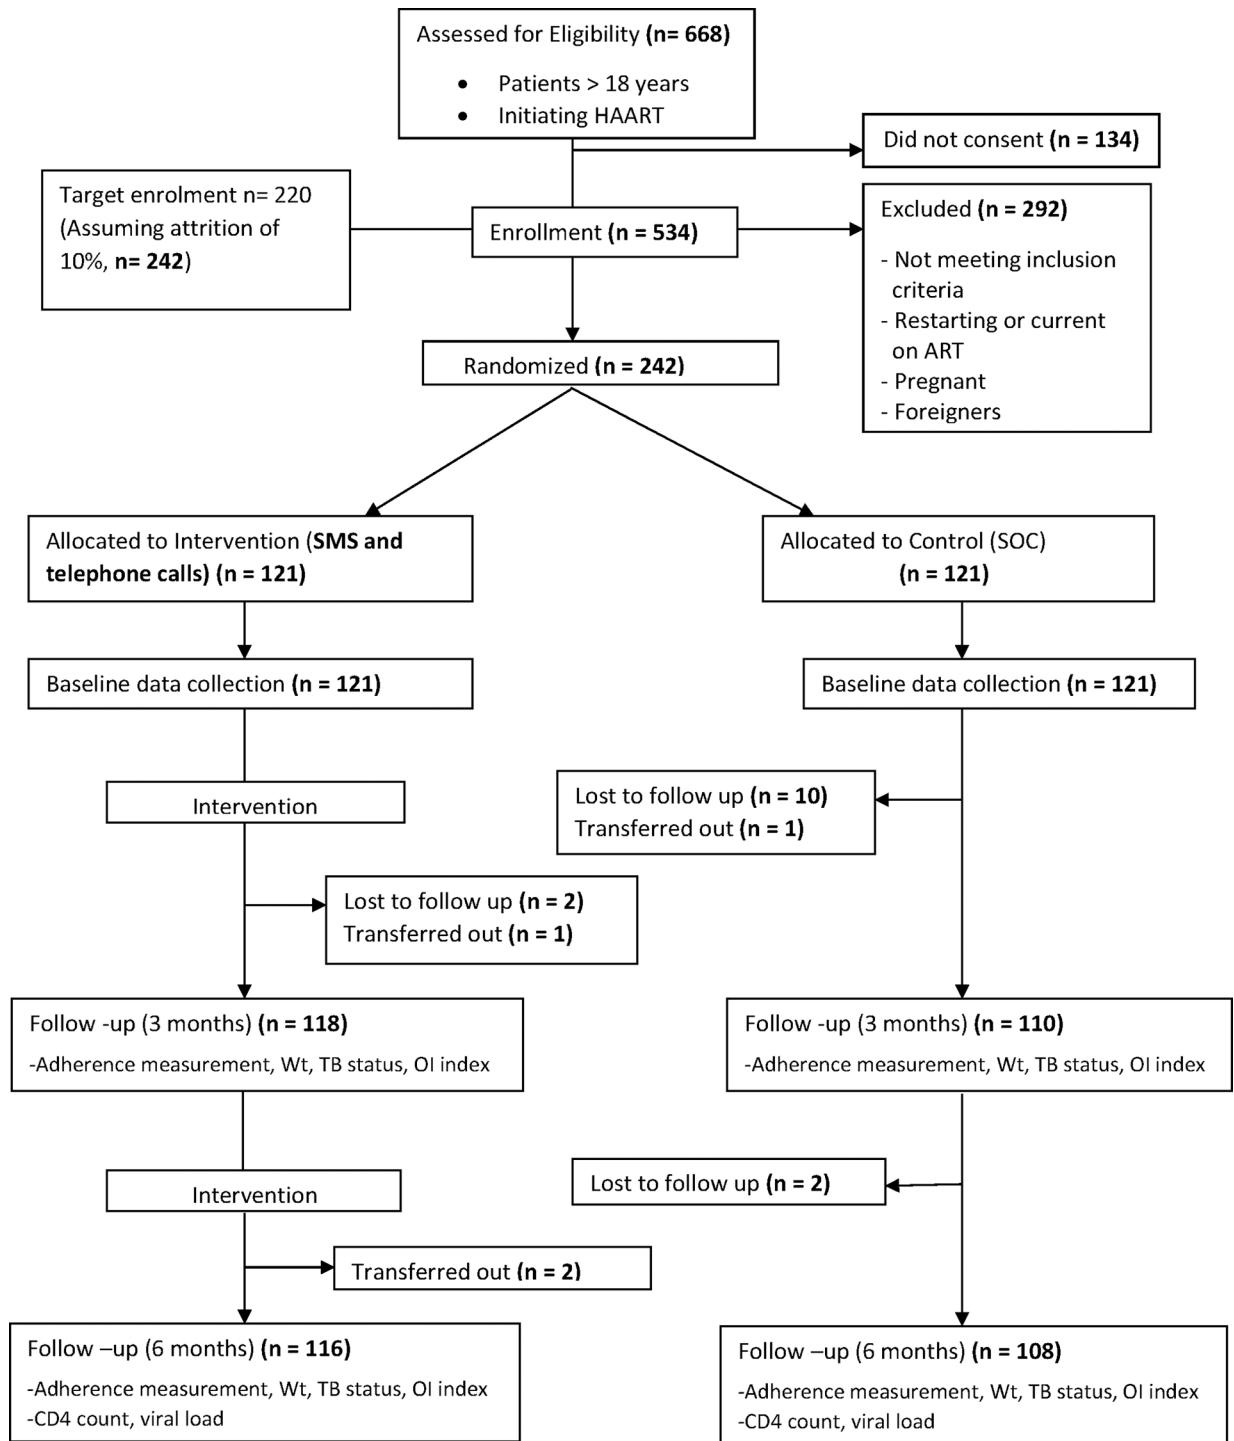 Assessed for Eligibility (n= 668)
• Patients > 18 years
• Initiating HAART
Did not consent (n = 134)
Target enrolment n= 220
(Assuming attrition of
10%, n= 242)
Enrollment (n = 534)
Excluded (n = 292)
- Not meeting inclusion
criteria
- Restarting or current
on ART
- Pregnant
- Foreigners
Randomized (n = 242)
Allocated to Intervention (SMS and
telephone calls) (n = 121)
Allocated to Control (SOC)
(n = 121)
Baseline data collection (n = 121)
Baseline data collection (n = 121)
Intervention
Lost to follow up (n = 10)
Transferred out (n = 1)
Lost to follow up (n = 2)
Transferred out (n = 1)
Follow -up (3 months) (n = 118)
-Adherence measurement, Wt, TB status, OI index
Follow -up (3 months) (n = 110)
-Adherence measurement, Wt, TB status, OI index
Intervention
Lost to follow up (n = 2)
Transferred out (n = 2)
Follow –up (6 months) (n = 116)
-Adherence measurement, Wt, TB status, OI index
-CD4 count, viral load
Follow –up (6 months) (n = 108)
-Adherence measurement, Wt, TB status, OI index
-CD4 count, viral load